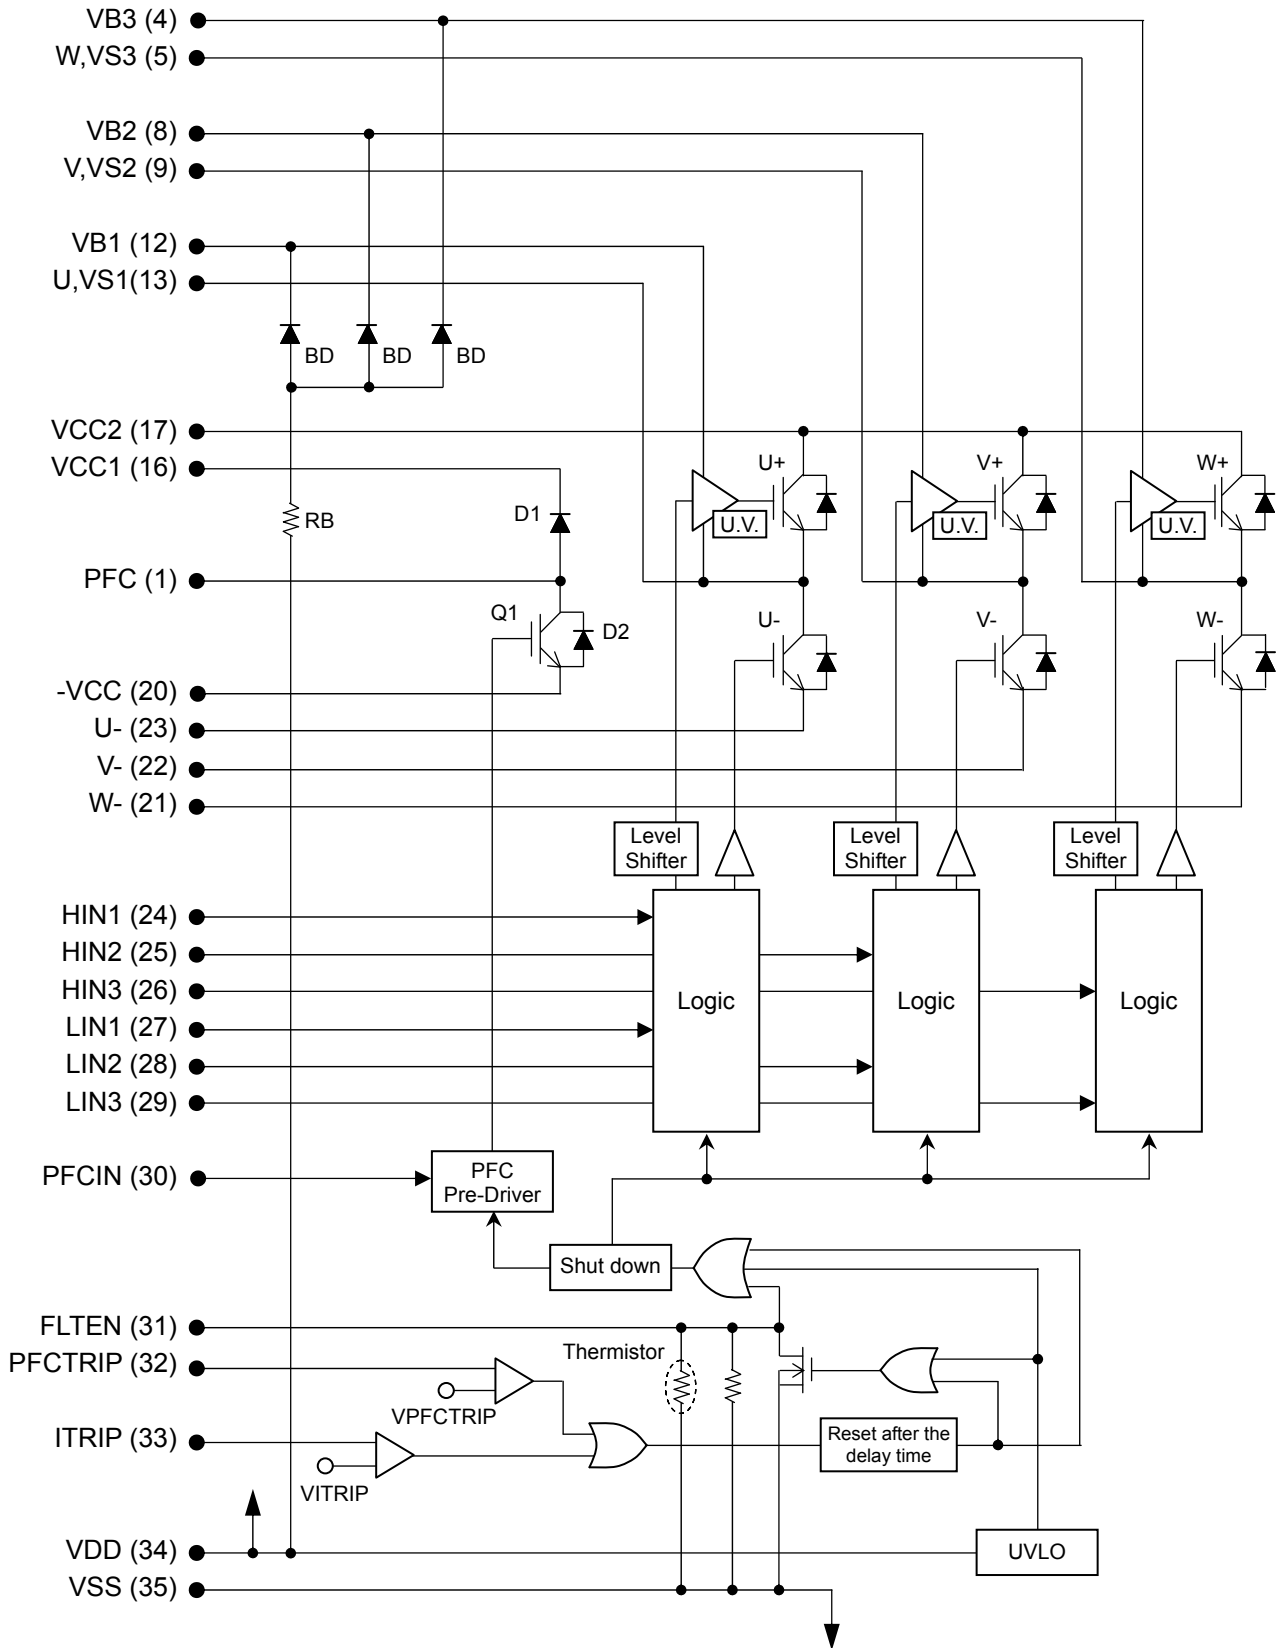 VB3 (4)
W,VS3 (5)
VB2 (8)
V,VS2 (9)
VB1 (12)
U,VS1(13)
BD
BD
BD
VCC2 (17)
VCC1 (16)
U+
V+
W+
RB
D1
U.V.
U.V.
U.V.
PFC (1)
Q1
D2
U-
V-
W-
-VCC (20)
U- (23)
V- (22)
W- (21)
Level
Shifter
Level
Shifter
Level
Shifter
HIN1 (24)
HIN2 (25)
HIN3 (26)
LIN1 (27)
LIN2 (28)
LIN3 (29)
Logic
Logic
Logic
PFCIN (30)
PFC
Pre-Driver
Shut down
FLTEN (31)
Thermistor
PFCTRIP (32)
VPFCTRIP
ITRIP (33)
VITRIP
Reset after the
delay time
VDD (34)
UVLO
VSS (35)